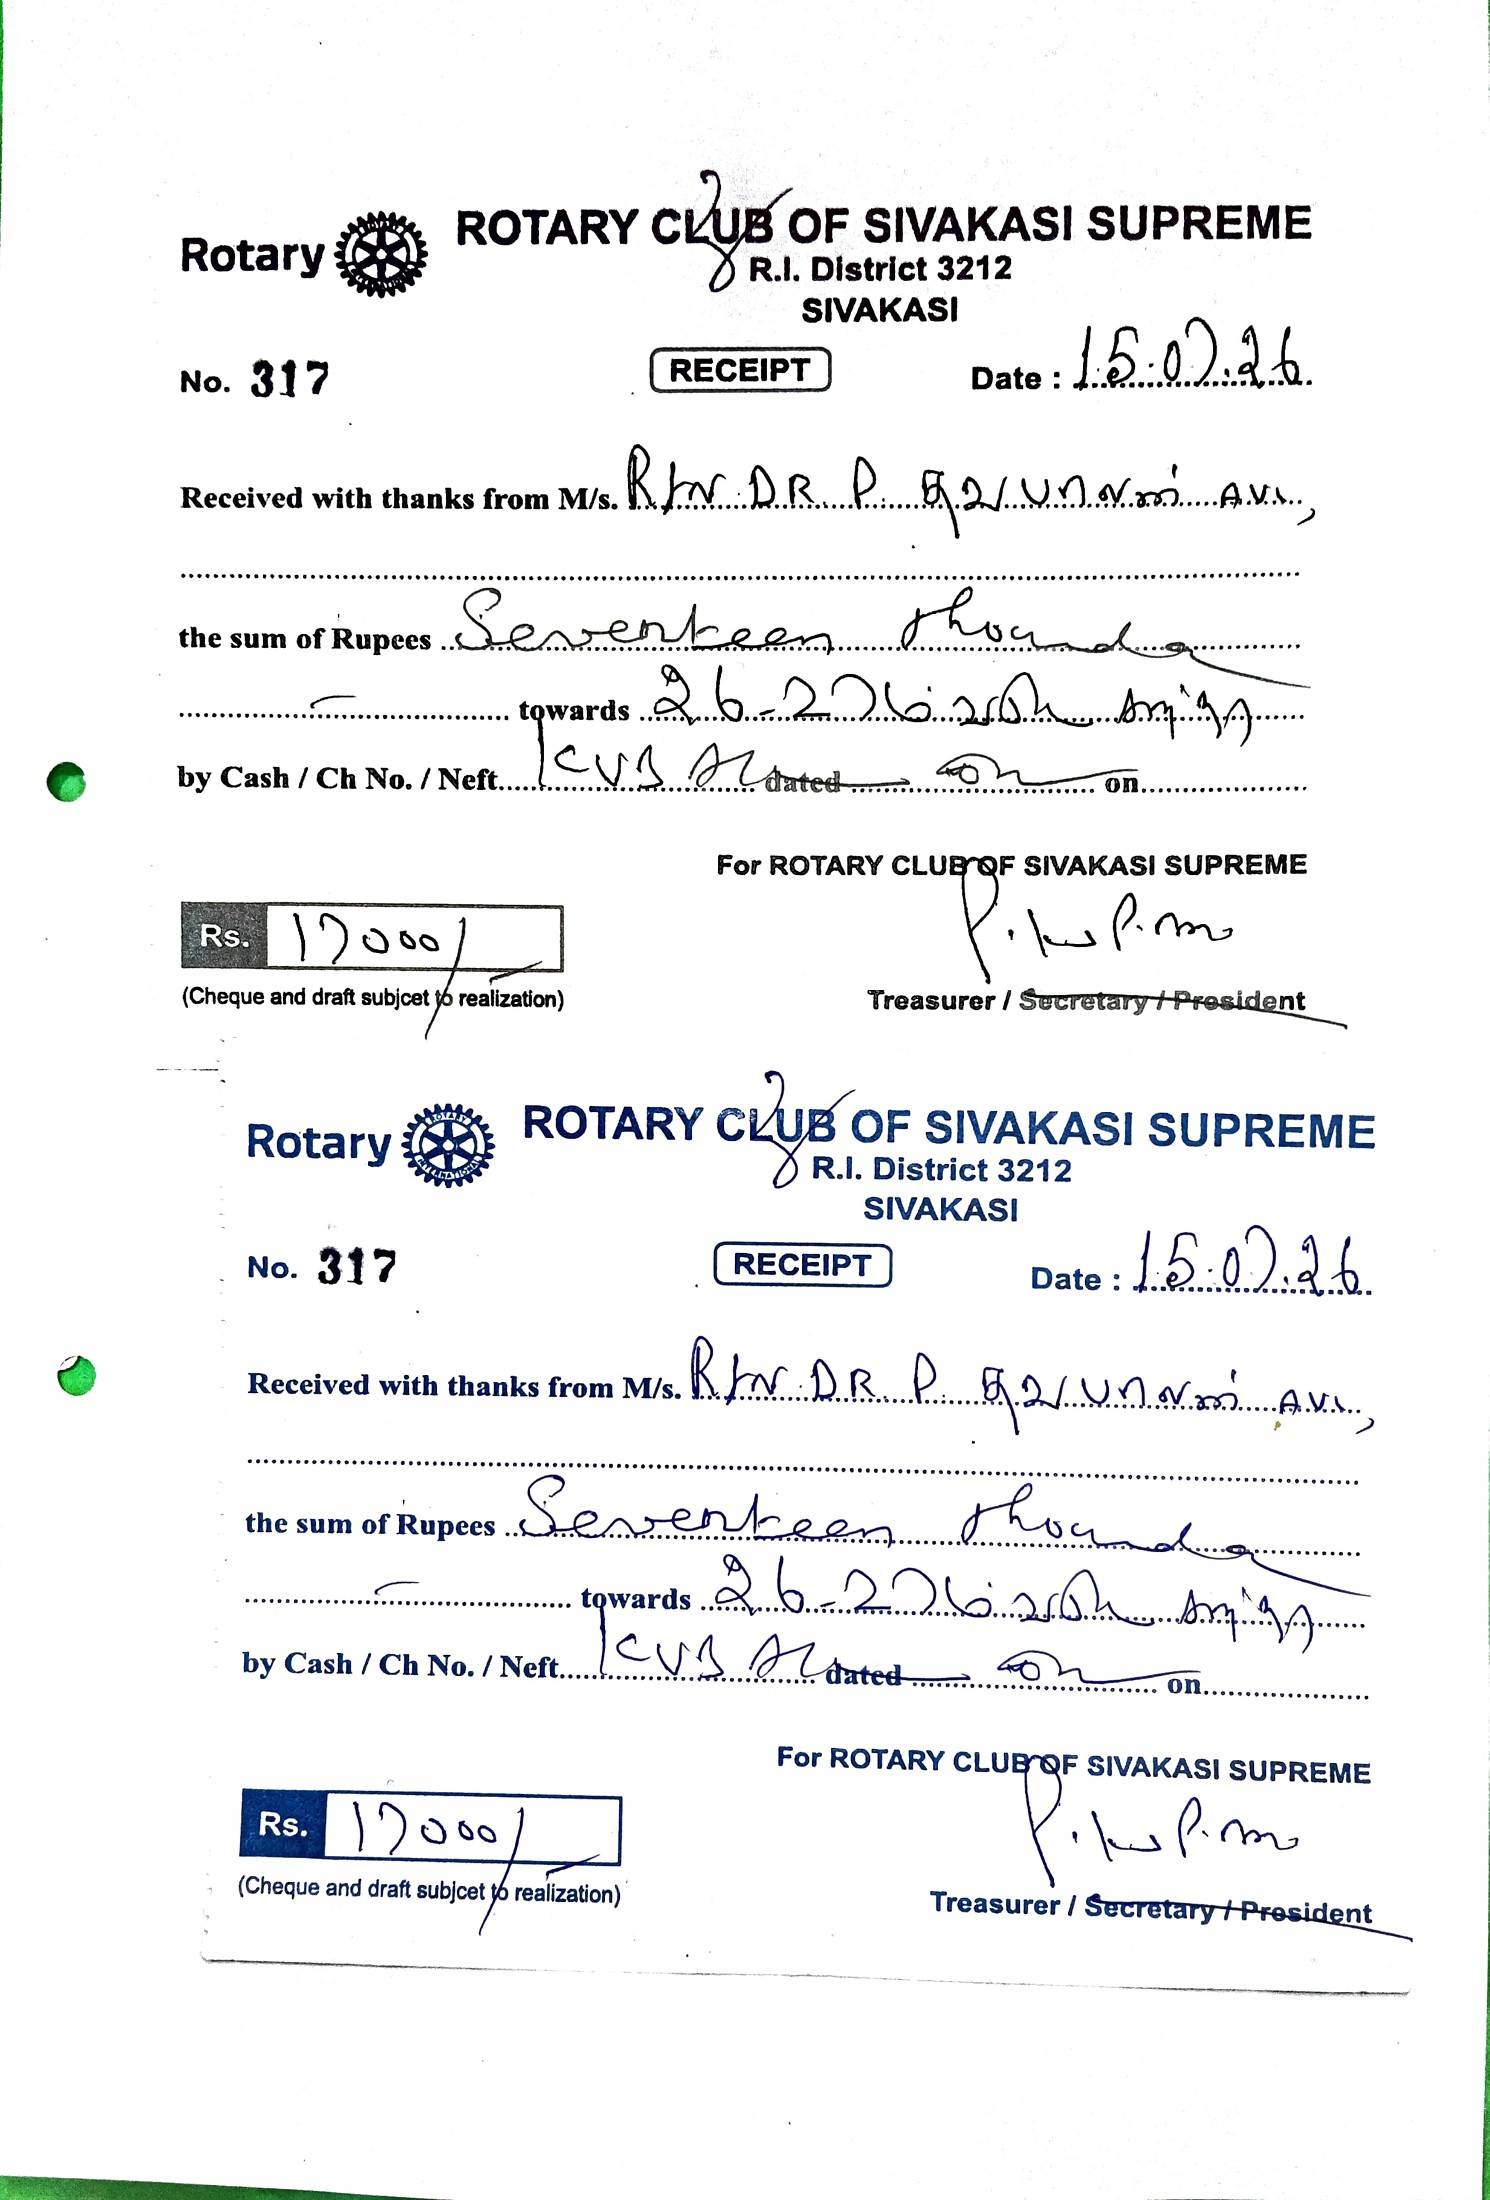 Rotary
ROTARY CLUB OF SIVAKASI SUPREME
R.I. District 3212
SIVAKASI
No. 317
RECEIPT
Date : 15.07.26
Received with thanks from M/s. Rtn. DR. P.
the sum of Rupees Seventeen
towards 26-27
by Cash / Ch No. / Neft KVB A/c dated on
For ROTARY CLUB OF SIVAKASI SUPREME
Rs. 17000/
(Cheque and draft subjcet to realization)
Treasurer / Secretary / President
Rotary
ROTARY CLUB OF SIVAKASI SUPREME
R.I. District 3212
SIVAKASI
No. 317
RECEIPT
Date : 15.07.26
Received with thanks from M/s. Rtn. DR. P.
the sum of Rupees Seventeen
towards 26-27
by Cash / Ch No. / Neft KVB A/c dated on
For ROTARY CLUB OF SIVAKASI SUPREME
Rs. 17000/
(Cheque and draft subjcet to realization)
Treasurer / Secretary / President